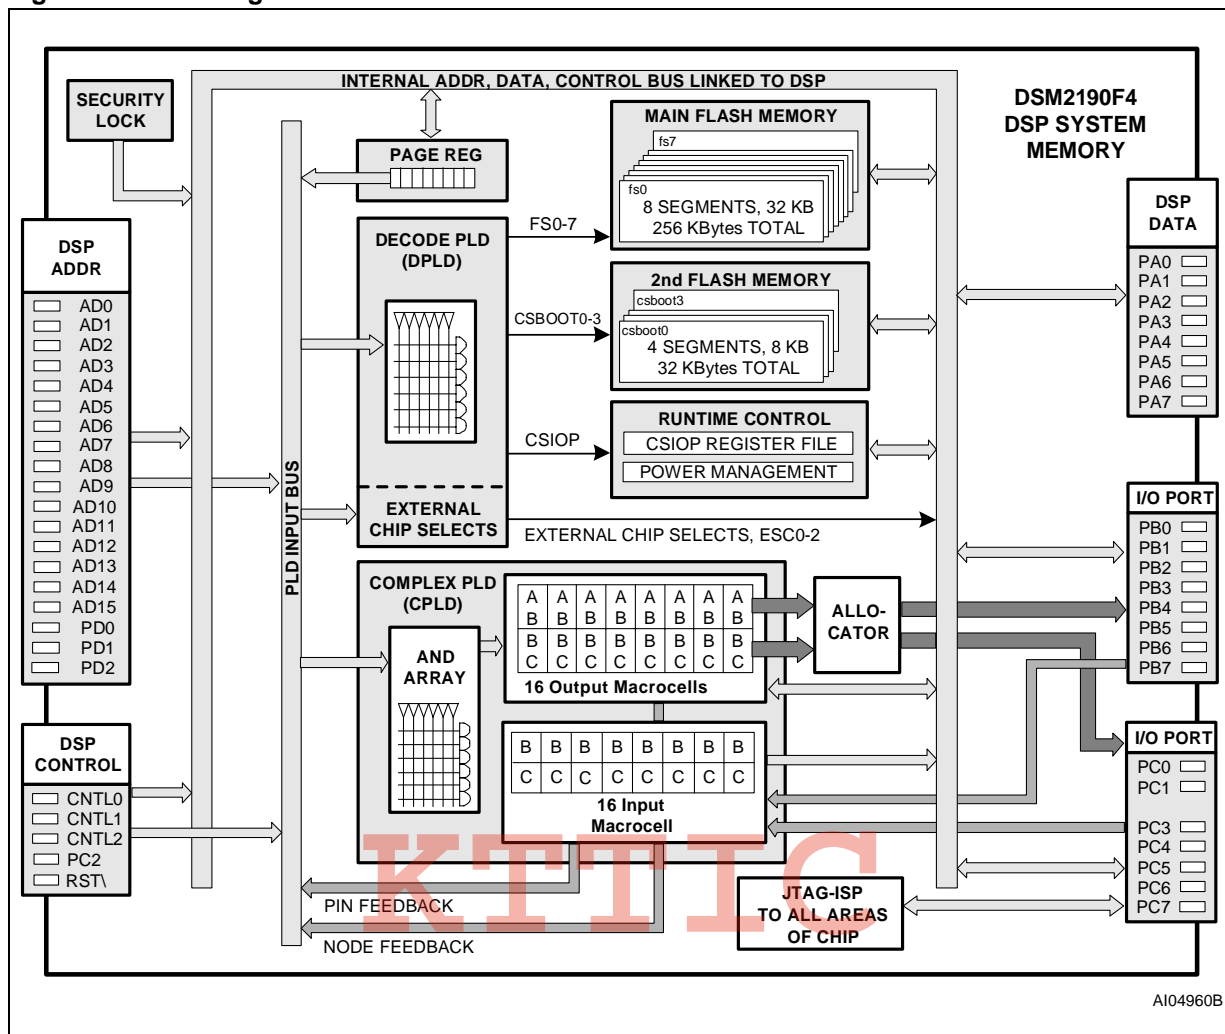 INTERNAL ADDR, DATA, CONTROL BUS LINKED TO DSP
DSM2190F4
DSP SYSTEM
MEMORY
SECURITY
LOCK
PAGE REG
MAIN FLASH MEMORY
fs7
fs0
8 SEGMENTS, 32 KB
256 KBytes TOTAL
DSP
ADDR
AD0
AD1
AD2
AD3
AD4
AD5
AD6
AD7
AD8
AD9
AD10
AD11
AD12
AD13
AD14
AD15
PD0
PD1
PD2
DSP
CONTROL
CNTL0
CNTL1
CNTL2
PC2
RST\
PLD INPUT BUS
DECODE PLD
(DPLD)
EXTERNAL
CHIP SELECTS
FS0-7
CSBOOT0-3
CSIOP
EXTERNAL CHIP SELECTS, ESC0-2
2nd FLASH MEMORY
csboot3
csboot0
4 SEGMENTS, 8 KB
32 KBytes TOTAL
RUNTIME CONTROL
CSIOP REGISTER FILE
POWER MANAGEMENT
COMPLEX PLD
(CPLD)
AND
ARRAY
A A A A A A A A
B B B B B B B B
B B B B B B B B
C C C C C C C C
16 Output Macrocells
B B B B B B B B
C C C C C C C C
16 Input
Macrocell
ALLO-
CATOR
PIN FEEDBACK
NODE FEEDBACK
JTAG-ISP
TO ALL AREAS
OF CHIP
DSP
DATA
PA0
PA1
PA2
PA3
PA4
PA5
PA6
PA7
I/O PORT
PB0
PB1
PB2
PB3
PB4
PB5
PB6
PB7
I/O PORT
PC0
PC1
PC3
PC4
PC5
PC6
PC7
KTTIC
AI04960B